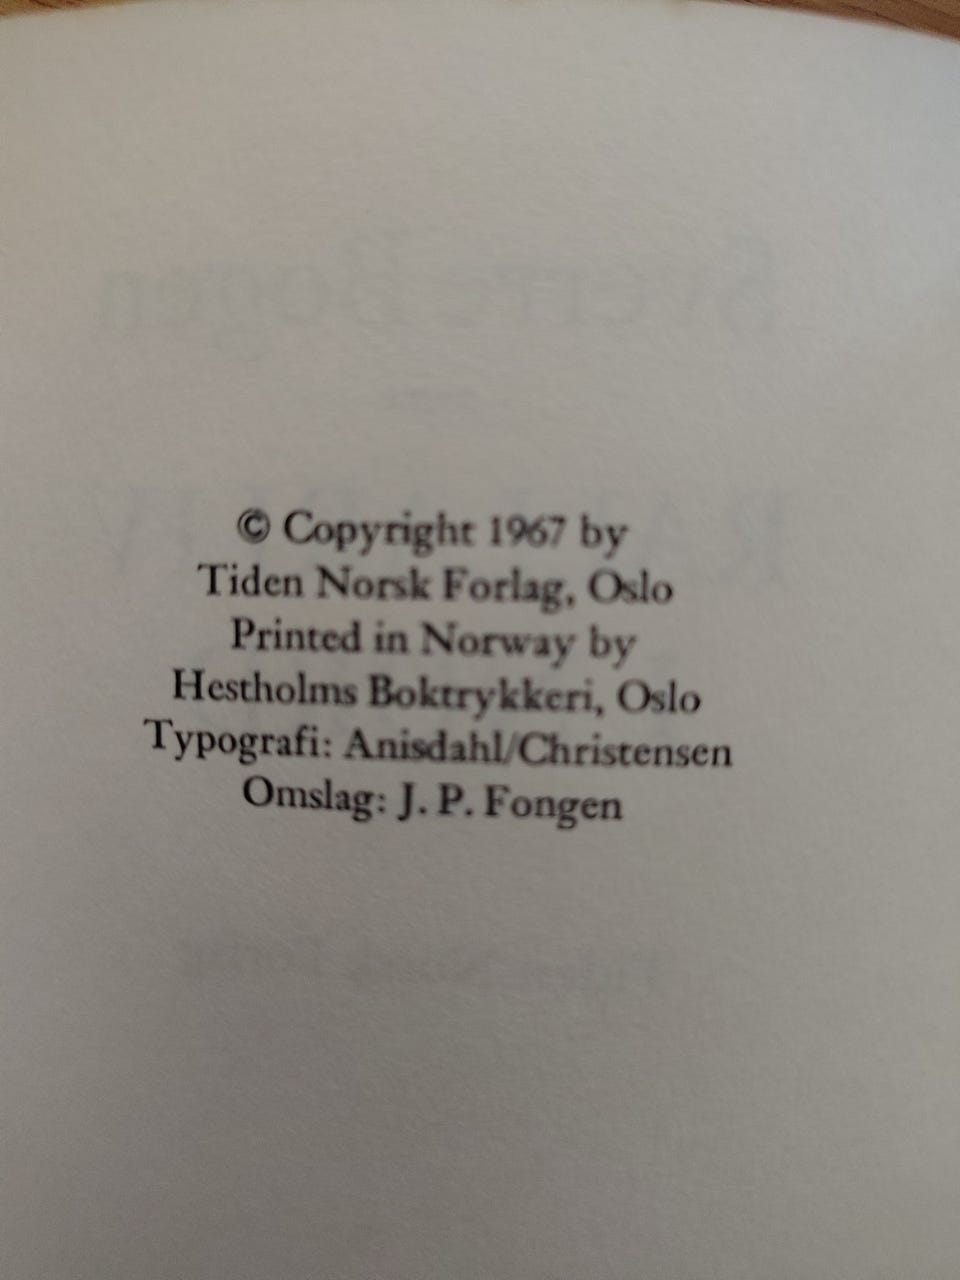 © Copyright 1967 by
Tiden Norsk Forlag, Oslo
Printed in Norway by
Hestholms Boktrykkeri, Oslo
Typografi: Anisdahl/Christensen
Omslag: J. P. Fongen